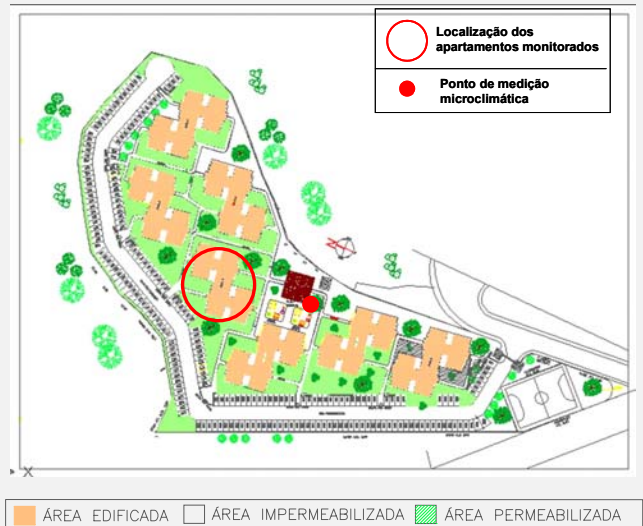 Localização dos
apartamentos monitorados
Ponto de medição
microclimática
ÁREA EDIFICADA
ÁREA IMPERMEABILIZADA
ÁREA PERMEABILIZADA